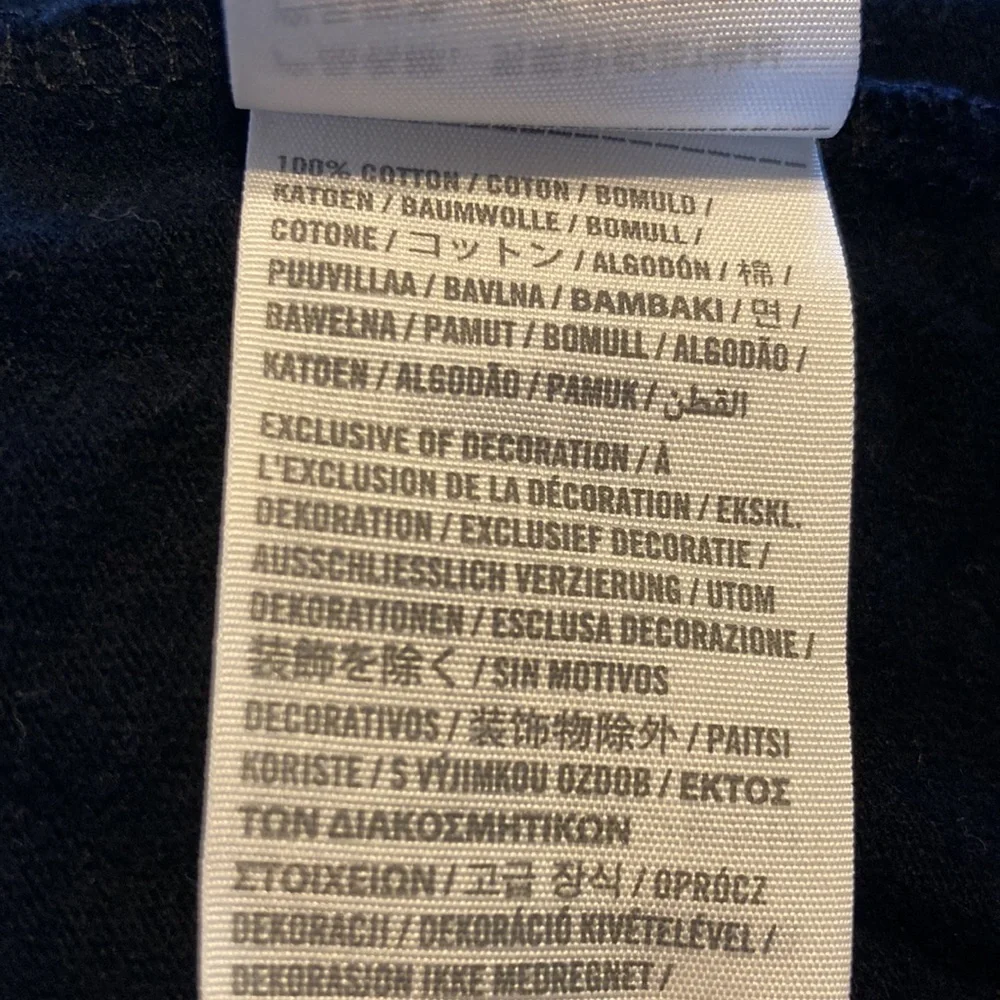 100% COTTON / COTON / BOMULD /
KATOEN / BAUMWOLLE / BOMULL /
COTONE / コットン / ALGODÓN / 棉 /
PUUVILLAA / BAVLNA / BAMBAKI / 면 /
BAWEŁNA / PAMUT / BOMULL / ALGODÃO /
KATOEN / ALGODÃO / PAMUK / القطن
EXCLUSIVE OF DECORATION / À
L'EXCLUSION DE LA DÉCORATION / EKSKL.
DEKORATION / EXCLUSIEF DECORATIE /
AUSSCHLIESSLICH VERZIERUNG / UTOM
DEKORATIONEN / ESCLUSA DECORAZIONE /
装飾を除く / SIN MOTIVOS
DECORATIVOS / 装饰物除外 / PAITSI
KORISTE / S VÝJIMKOU OZDOB / ΕΚΤΟΣ
ΤΩΝ ΔΙΑΚΟΣΜΗΤΙΚΩΝ
ΣΤΟΙΧΕΙΩΝ / 고급 장식 / OPRÓCZ
DEKORACJI / DEKORÁCIÓ KIVÉTELÉVEL /
DEKORASJON IKKE MEDREGNET /